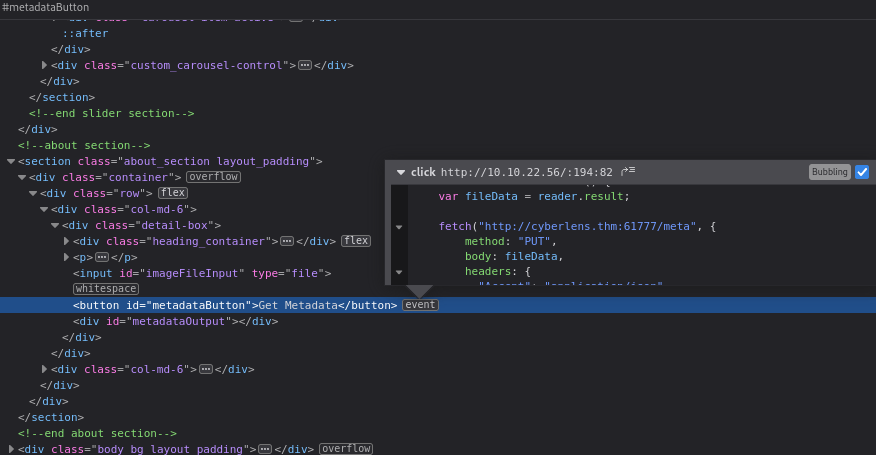 #metadataButton
::after
</div>
<div class="custom_carousel-control"></div>
</div>
</section>
<!--end slider section-->
</div>
<!--about section-->
<section class="about_section layout_padding">
<div class="container"> overflow
<div class="row"> flex
<div class="col-md-6">
<div class="detail-box">
<div class="heading_container"></div> flex
<p></p>
<input id="imageFileInput" type="file">
whitespace
<button id="metadataButton">Get Metadata</button> event
<div id="metadataOutput"></div>
</div>
</div>
<div class="col-md-6"></div>
</div>
</div>
</section>
<!--end about section-->
<div class="body_bg layout_padding"></div> overflow
click http://10.10.22.56/:194:82 Bubbling
var fileData = reader.result;
fetch("http://cyberlens.thm:61777/meta", {
method: "PUT",
body: fileData,
headers: {
"Accept": "application/json"